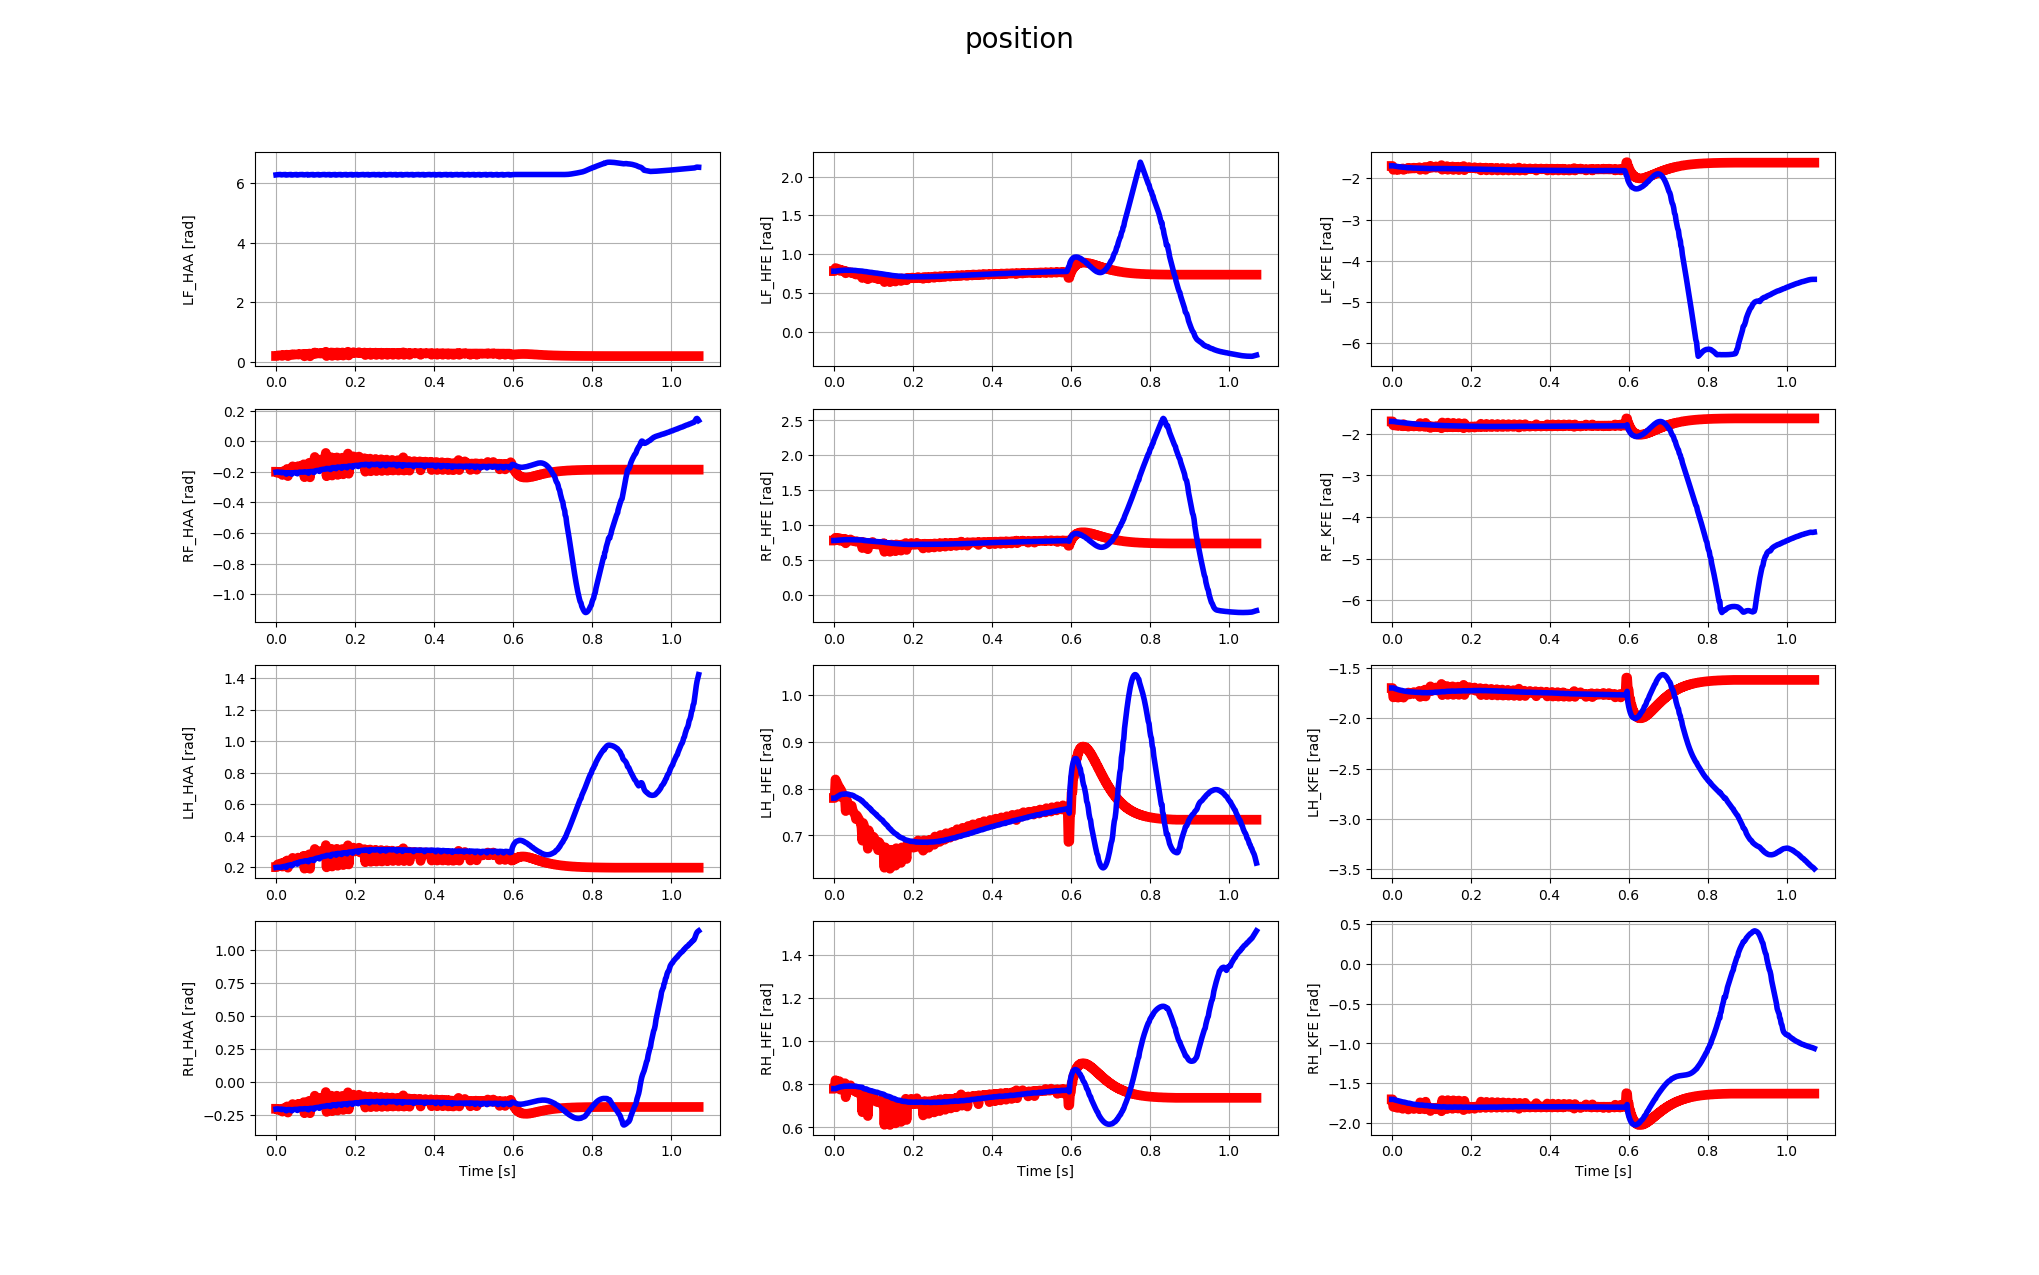 position
LF_HAA [rad]
6
4
2
0
0.0 0.2 0.4 0.6 0.8 1.0
LF_HFE [rad]
2.0
1.5
1.0
0.5
0.0
0.0 0.2 0.4 0.6 0.8 1.0
LF_KFE [rad]
−2
−3
−4
−5
−6
0.0 0.2 0.4 0.6 0.8 1.0
RF_HAA [rad]
0.2
0.0
−0.2
−0.4
−0.6
−0.8
−1.0
0.0 0.2 0.4 0.6 0.8 1.0
RF_HFE [rad]
2.5
2.0
1.5
1.0
0.5
0.0
0.0 0.2 0.4 0.6 0.8 1.0
RF_KFE [rad]
−2
−3
−4
−5
−6
0.0 0.2 0.4 0.6 0.8 1.0
LH_HAA [rad]
1.4
1.2
1.0
0.8
0.6
0.4
0.2
0.0 0.2 0.4 0.6 0.8 1.0
LH_HFE [rad]
1.0
0.9
0.8
0.7
0.0 0.2 0.4 0.6 0.8 1.0
LH_KFE [rad]
−1.5
−2.0
−2.5
−3.0
−3.5
0.0 0.2 0.4 0.6 0.8 1.0
RH_HAA [rad]
1.00
0.75
0.50
0.25
0.00
−0.25
0.0 0.2 0.4 0.6 0.8 1.0
Time [s]
RH_HFE [rad]
1.4
1.2
1.0
0.8
0.6
0.0 0.2 0.4 0.6 0.8 1.0
Time [s]
RH_KFE [rad]
0.5
0.0
−0.5
−1.0
−1.5
−2.0
0.0 0.2 0.4 0.6 0.8 1.0
Time [s]